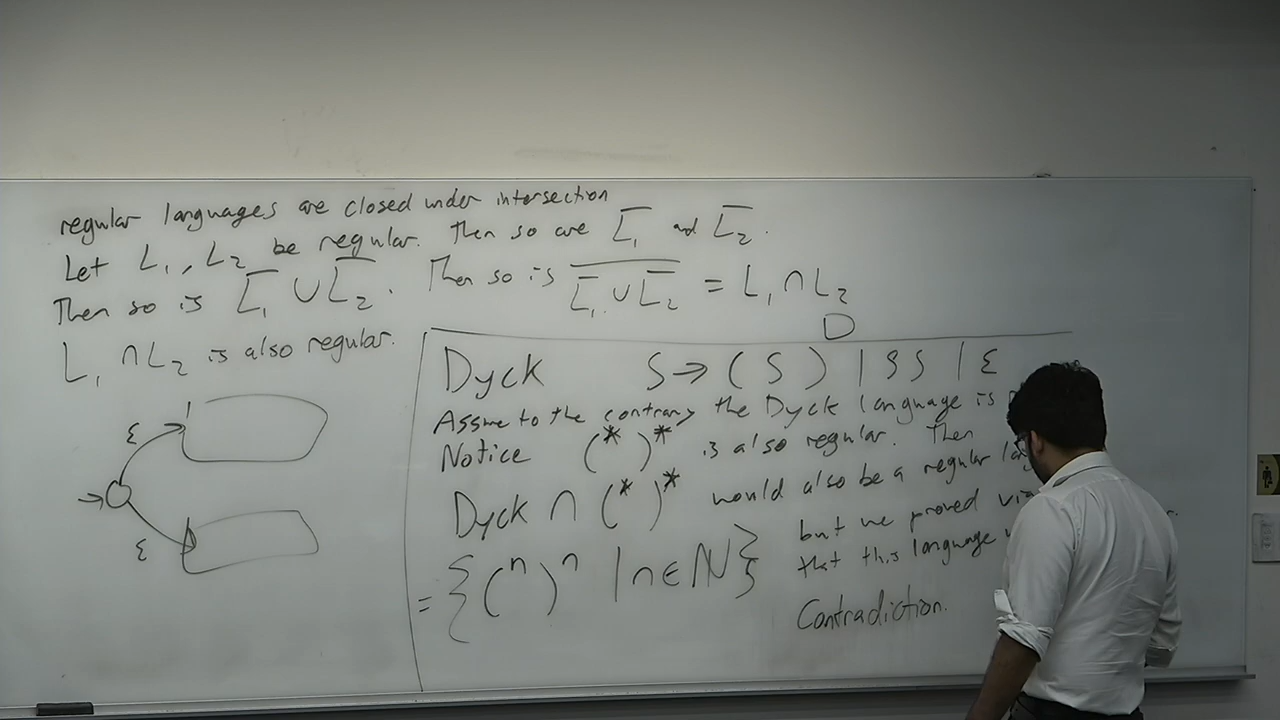 regular languages are closed under intersection
Let L₁, L₂ be regular. Then so are L̅₁ and L̅₂.
Then so is L̅₁ ∪ L̅₂. Then so is \overline{L̅₁ ∪ L̅₂} = L₁ ∩ L₂
L₁ ∩ L₂ is also regular.
D
Dyck S → ( S ) | S S | ε
Assume to the contrary the Dyck language is
Notice (* )* is also regular. Then
Dyck ∩ (* )* would also be a regular
but we proved
that this language
= { (ⁿ )ⁿ | n ∈ ℕ }
Contradiction.
ε
ε